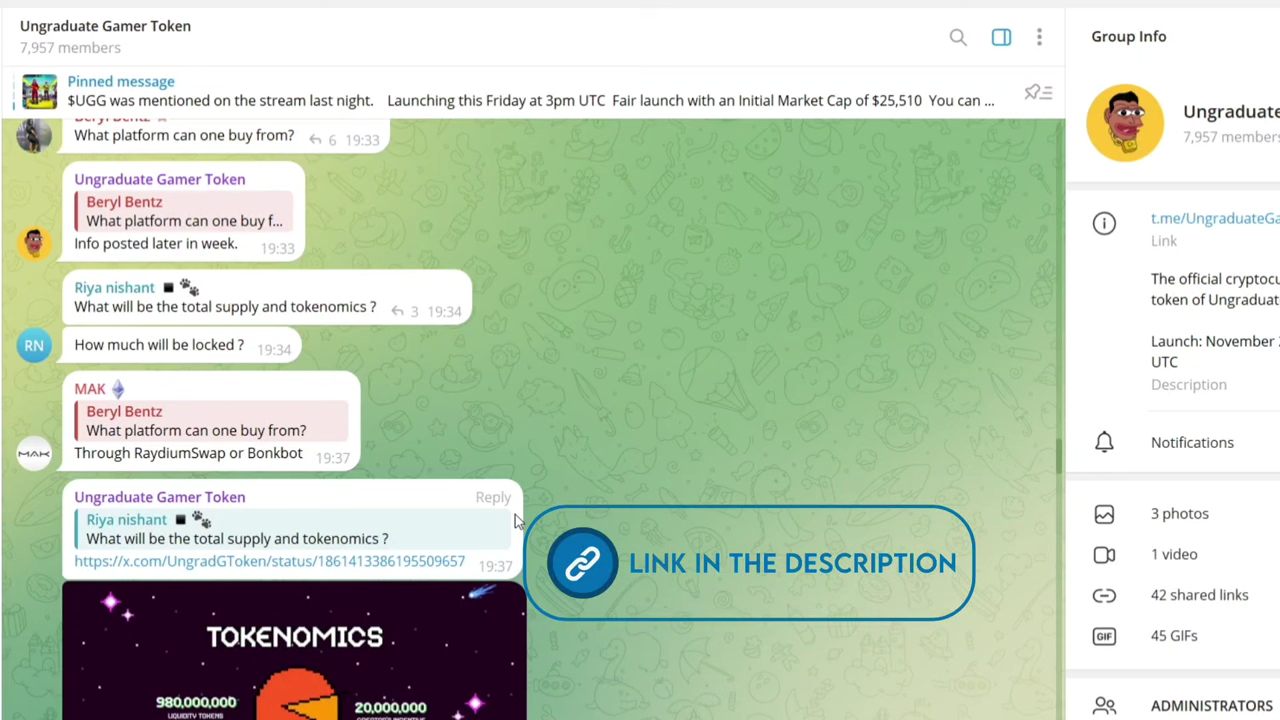 Ungraduate Gamer Token
7,957 members
Pinned message
$UGG was mentioned on the stream last night. Launching this Friday at 3pm UTC Fair launch with an Initial Market Cap of $25,510 You can ...
Beryl Bentz
What platform can one buy from? 6 19:33
Ungraduate Gamer Token
Beryl Bentz
What platform can one buy f...
Info posted later in week. 19:33
Riya nishant
What will be the total supply and tokenomics ? 3 19:34
RN
How much will be locked ? 19:34
MAK
Beryl Bentz
What platform can one buy from?
MAK
Through RaydiumSwap or Bonkbot 19:37
Ungraduate Gamer Token Reply
Riya nishant
What will be the total supply and tokenomics ?
https://x.com/UngradGToken/status/1861413386195509657 19:37
LINK IN THE DESCRIPTION
TOKENOMICS
980,000,000
LIQUIDITY TOKENS
20,000,000
Group Info
Ungraduate
7,957 members
t.me/UngraduateGa
Link
The official cryptocu
token of Ungraduat
Launch: November
UTC
Description
Notifications
3 photos
1 video
42 shared links
GIF
45 GIFs
ADMINISTRATORS